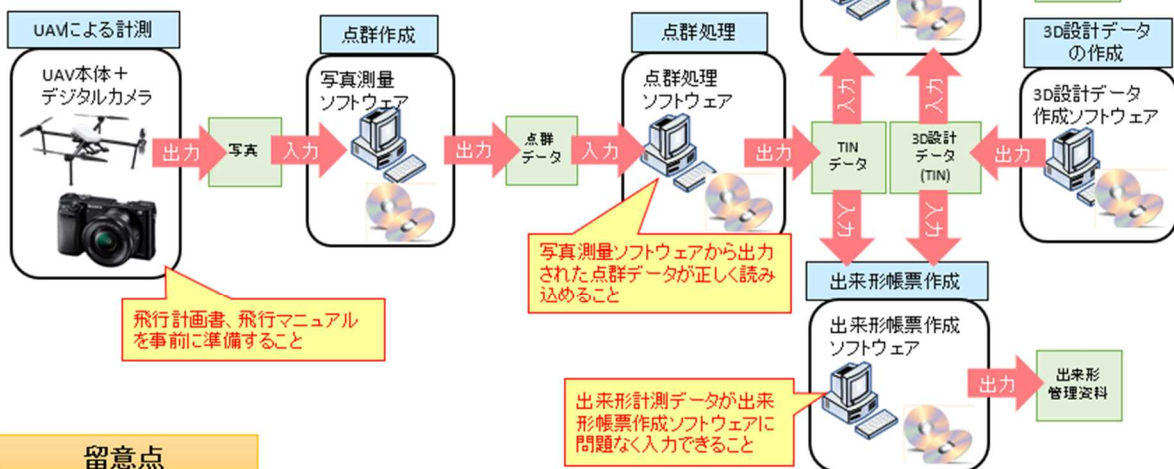 UAVによる計測
UAV本体＋
デジタルカメラ
出力
写真
入力
点群作成
写真測量
ソフトウェア
出力
点群
データ
入力
点群処理
点群処理
ソフトウェア
出力
TIN
データ
3D設計
データ
(TIN)
入力
入力
入力
入力
出力
3D設計データ
の作成
3D設計データ
作成ソフトウェア
飛行計画書、飛行マニュアル
を事前に準備すること
写真測量ソフトウェアから出力
された点群データが正しく読み
込めること
出来形帳票作成
出来形帳票作成
ソフトウェア
出力
出来形
管理資料
出来形計測データが出来
形帳票作成ソフトウェアに
問題なく入力できること
留意点